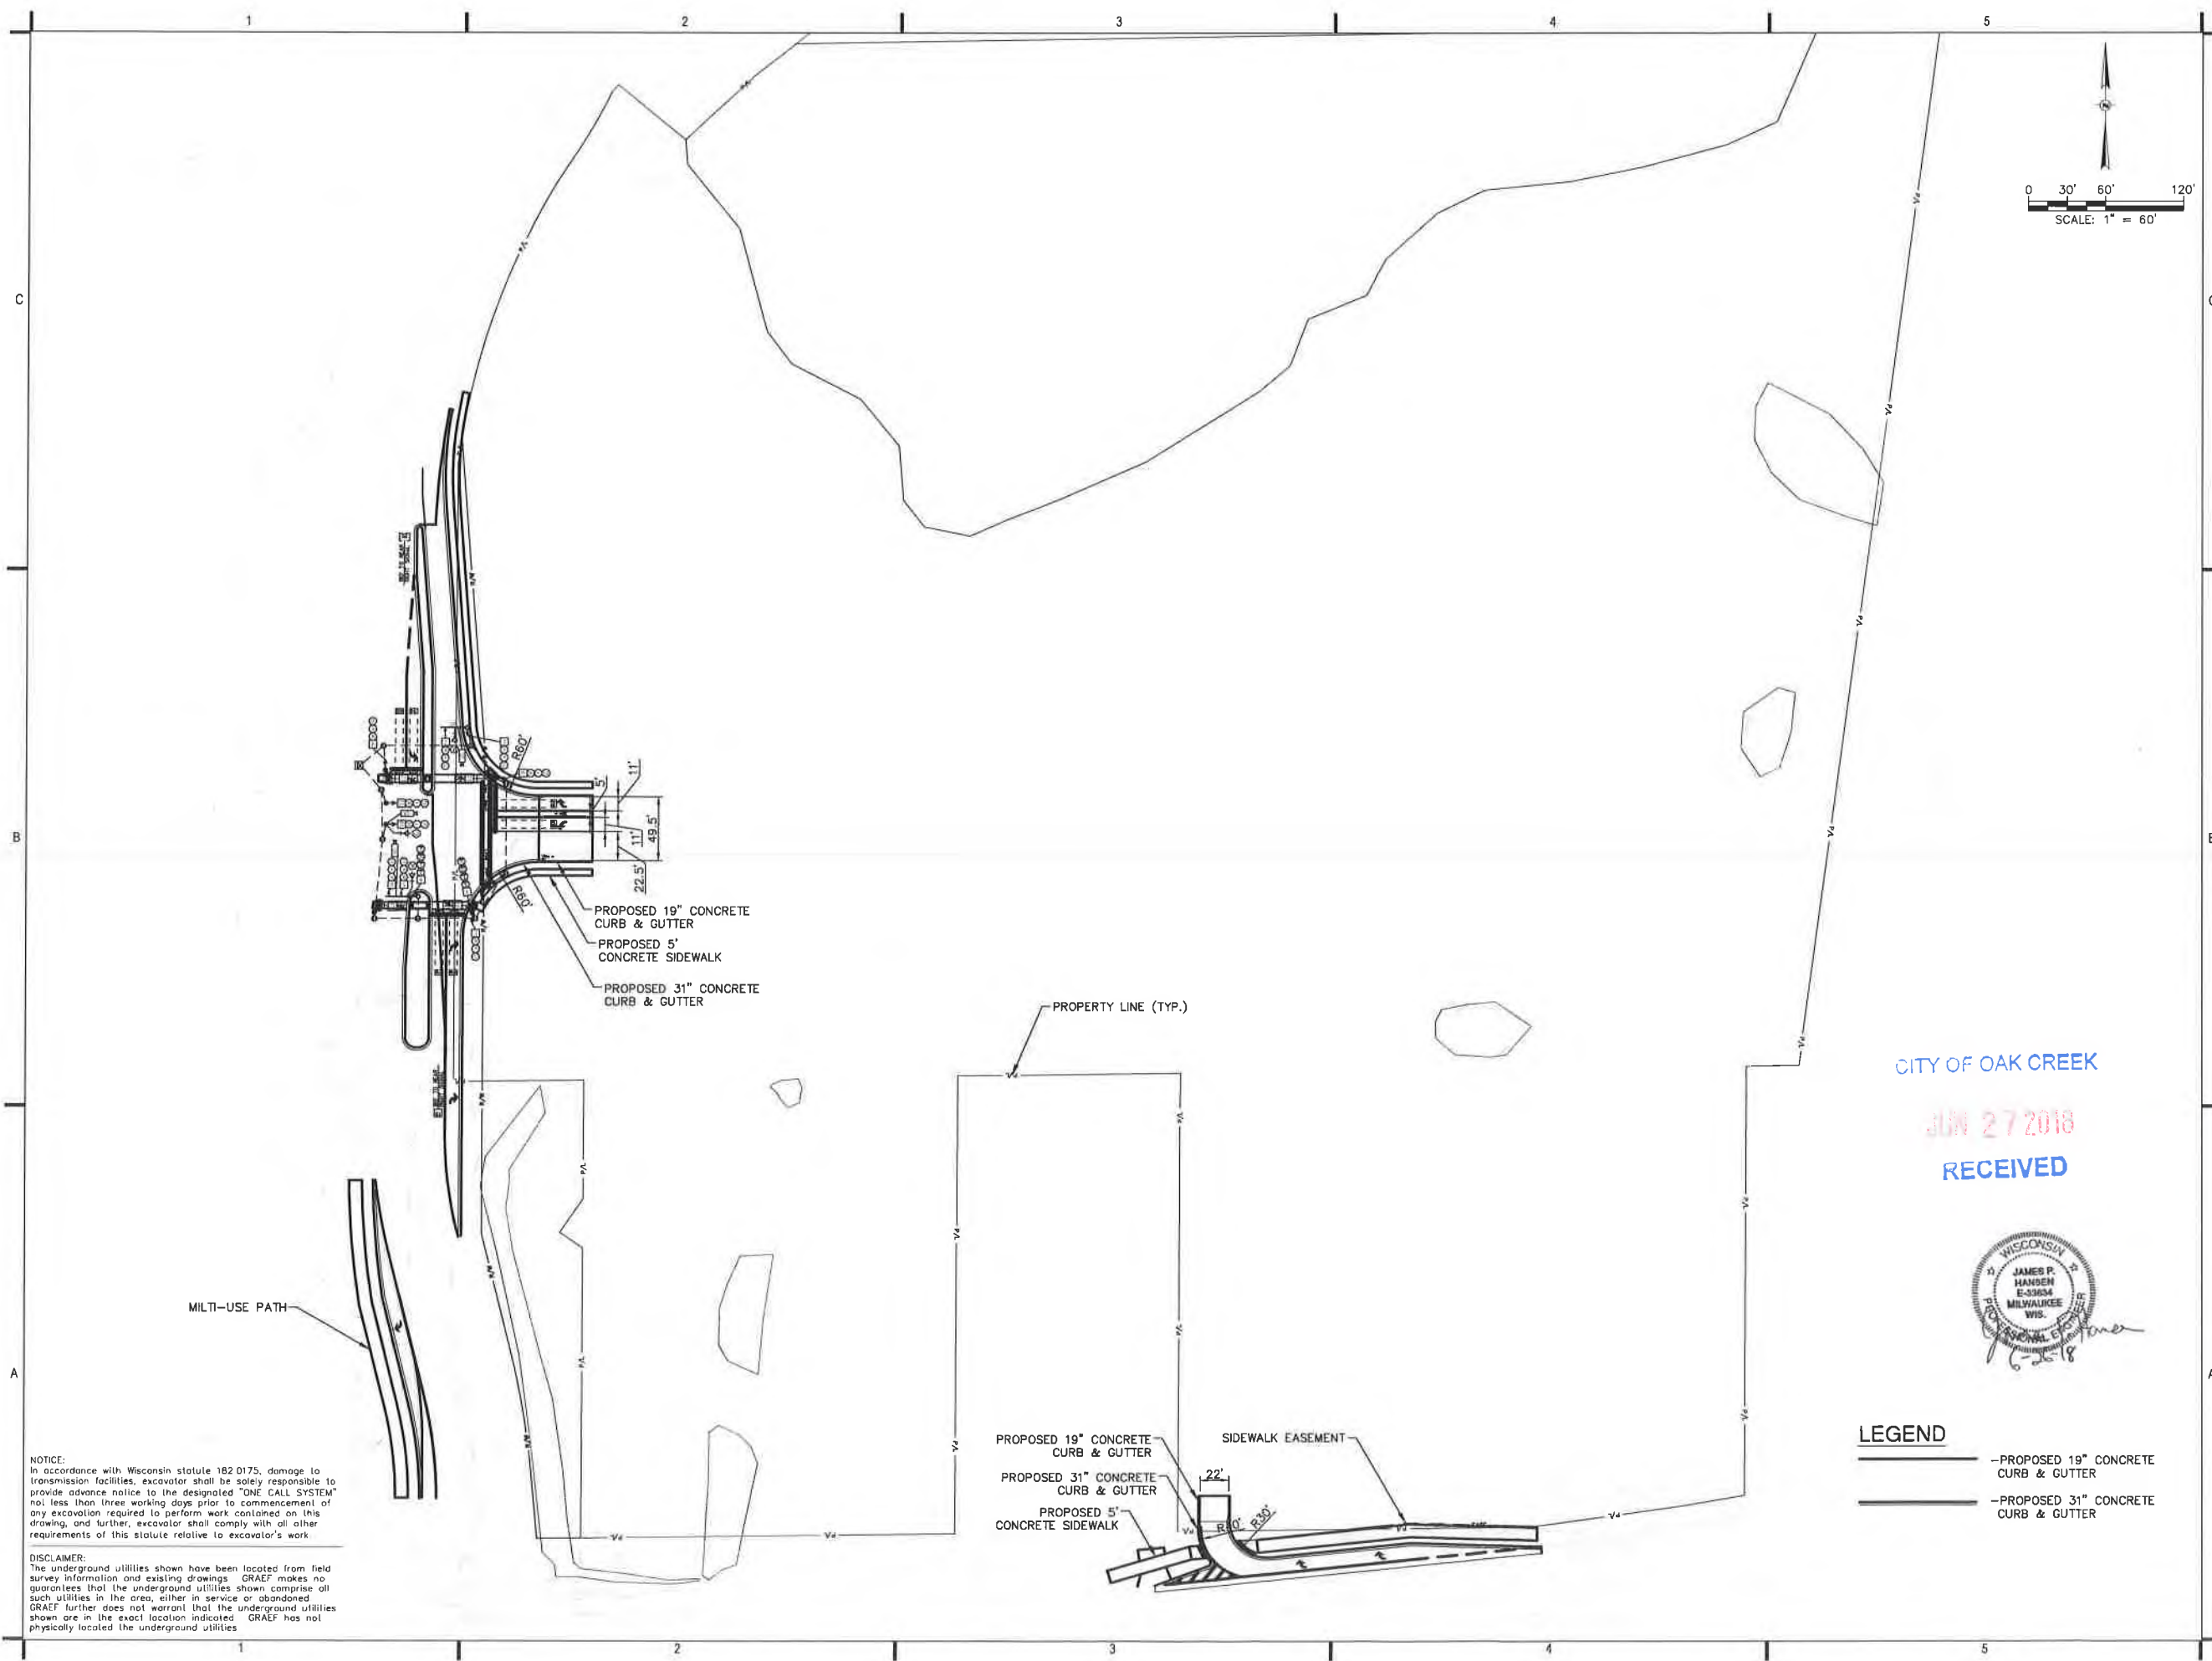 1
2
3
4
5
C
B
A
C
B
A
0 30' 60' 120'
SCALE: 1" = 60'
R60'
5'
11'
11'
49.5'
22.5'
R60'
PROPOSED 19" CONCRETE
CURB & GUTTER
PROPOSED 5'
CONCRETE SIDEWALK
PROPOSED 31" CONCRETE
CURB & GUTTER
PROPERTY LINE (TYP.)
CITY OF OAK CREEK
JUN 27 2018
RECEIVED
WISCONSIN
JAMES P.
HANSEN
E-33634
MILWAUKEE
WIS.
PROFESSIONAL ENGINEER
6-26-18
MILTI-USE PATH
PROPOSED 19" CONCRETE
CURB & GUTTER
PROPOSED 31" CONCRETE
CURB & GUTTER
PROPOSED 5'
CONCRETE SIDEWALK
SIDEWALK EASEMENT
22'
R30'
LEGEND
-PROPOSED 19" CONCRETE
CURB & GUTTER
-PROPOSED 31" CONCRETE
CURB & GUTTER
NOTICE:
In accordance with Wisconsin statute 182 0175, damage to
transmission facilities, excavator shall be solely responsible to
provide advance notice to the designated "ONE CALL SYSTEM"
not less than three working days prior to commencement of
any excavation required to perform work contained on this
drawing, and further, excavator shall comply with all other
requirements of this statute relative to excavator's work
DISCLAIMER:
The underground utilities shown have been located from field
survey information and existing drawings GRAEF makes no
guarantees that the underground utilities shown comprise all
such utilities in the area, either in service or abandoned
GRAEF further does not warrant that the underground utilities
shown are in the exact location indicated GRAEF has not
physically located the underground utilities
1
2
3
4
5